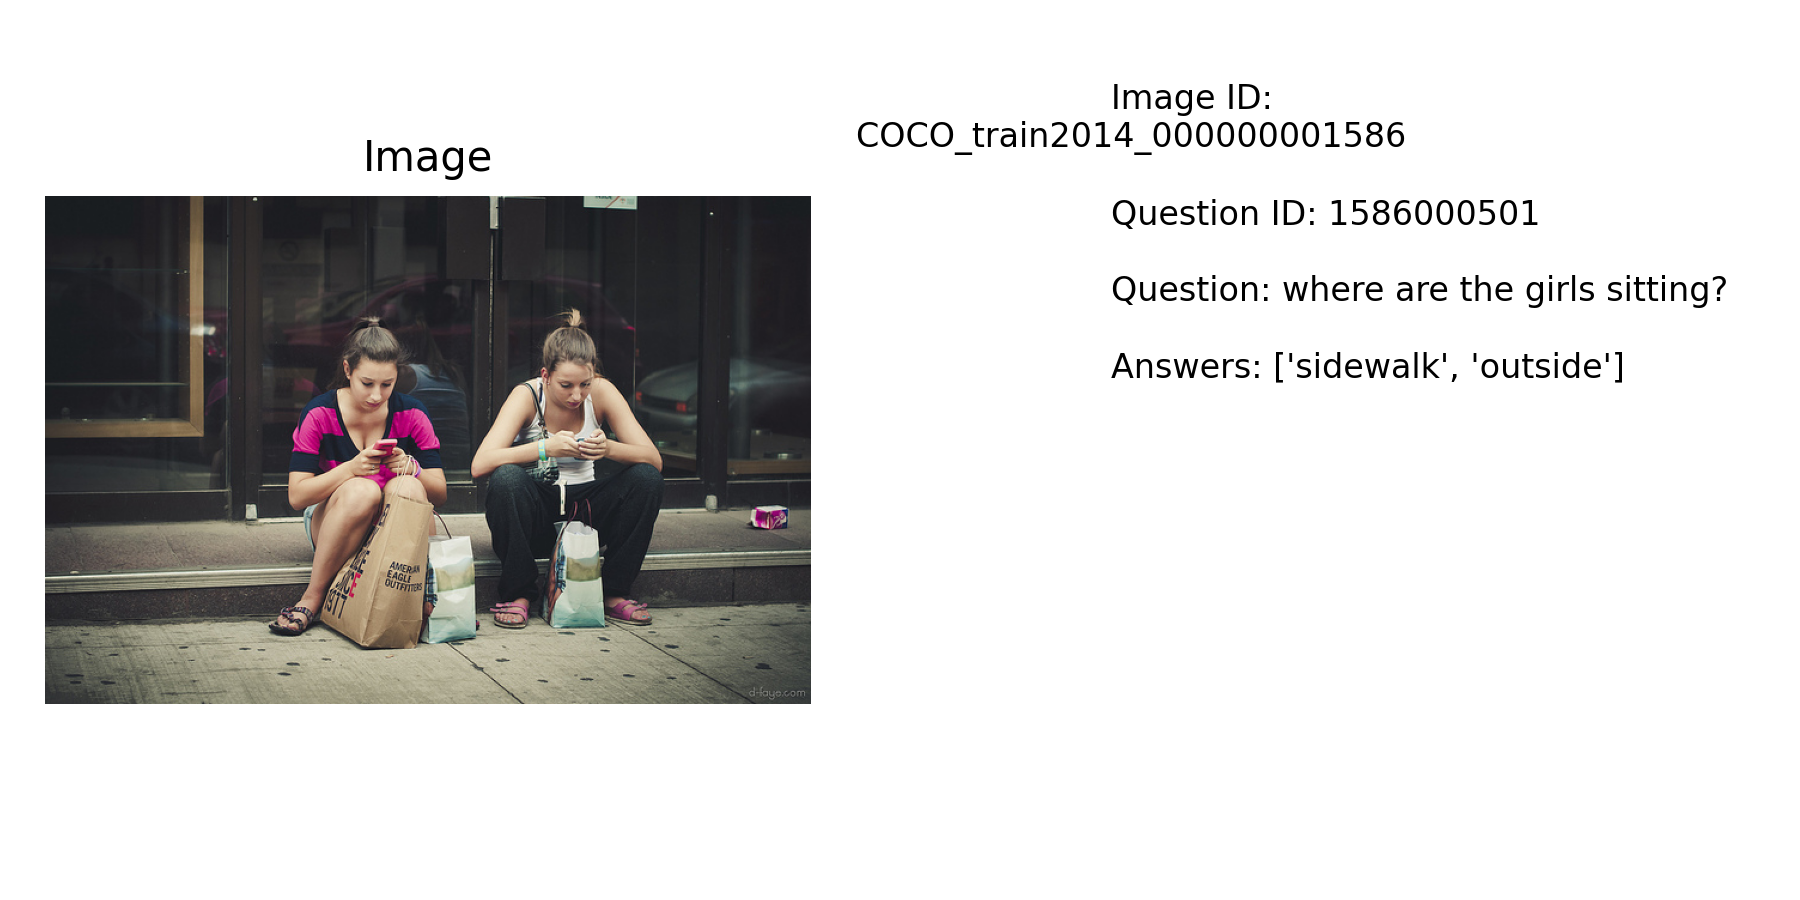 Image
Image ID:
COCO_train2014_000000001586
Question ID: 1586000501
Question: where are the girls sitting?
Answers: ['sidewalk', 'outside']
AMERICAN
EAGLE
OUTFITTERS
1977
d-faye.com